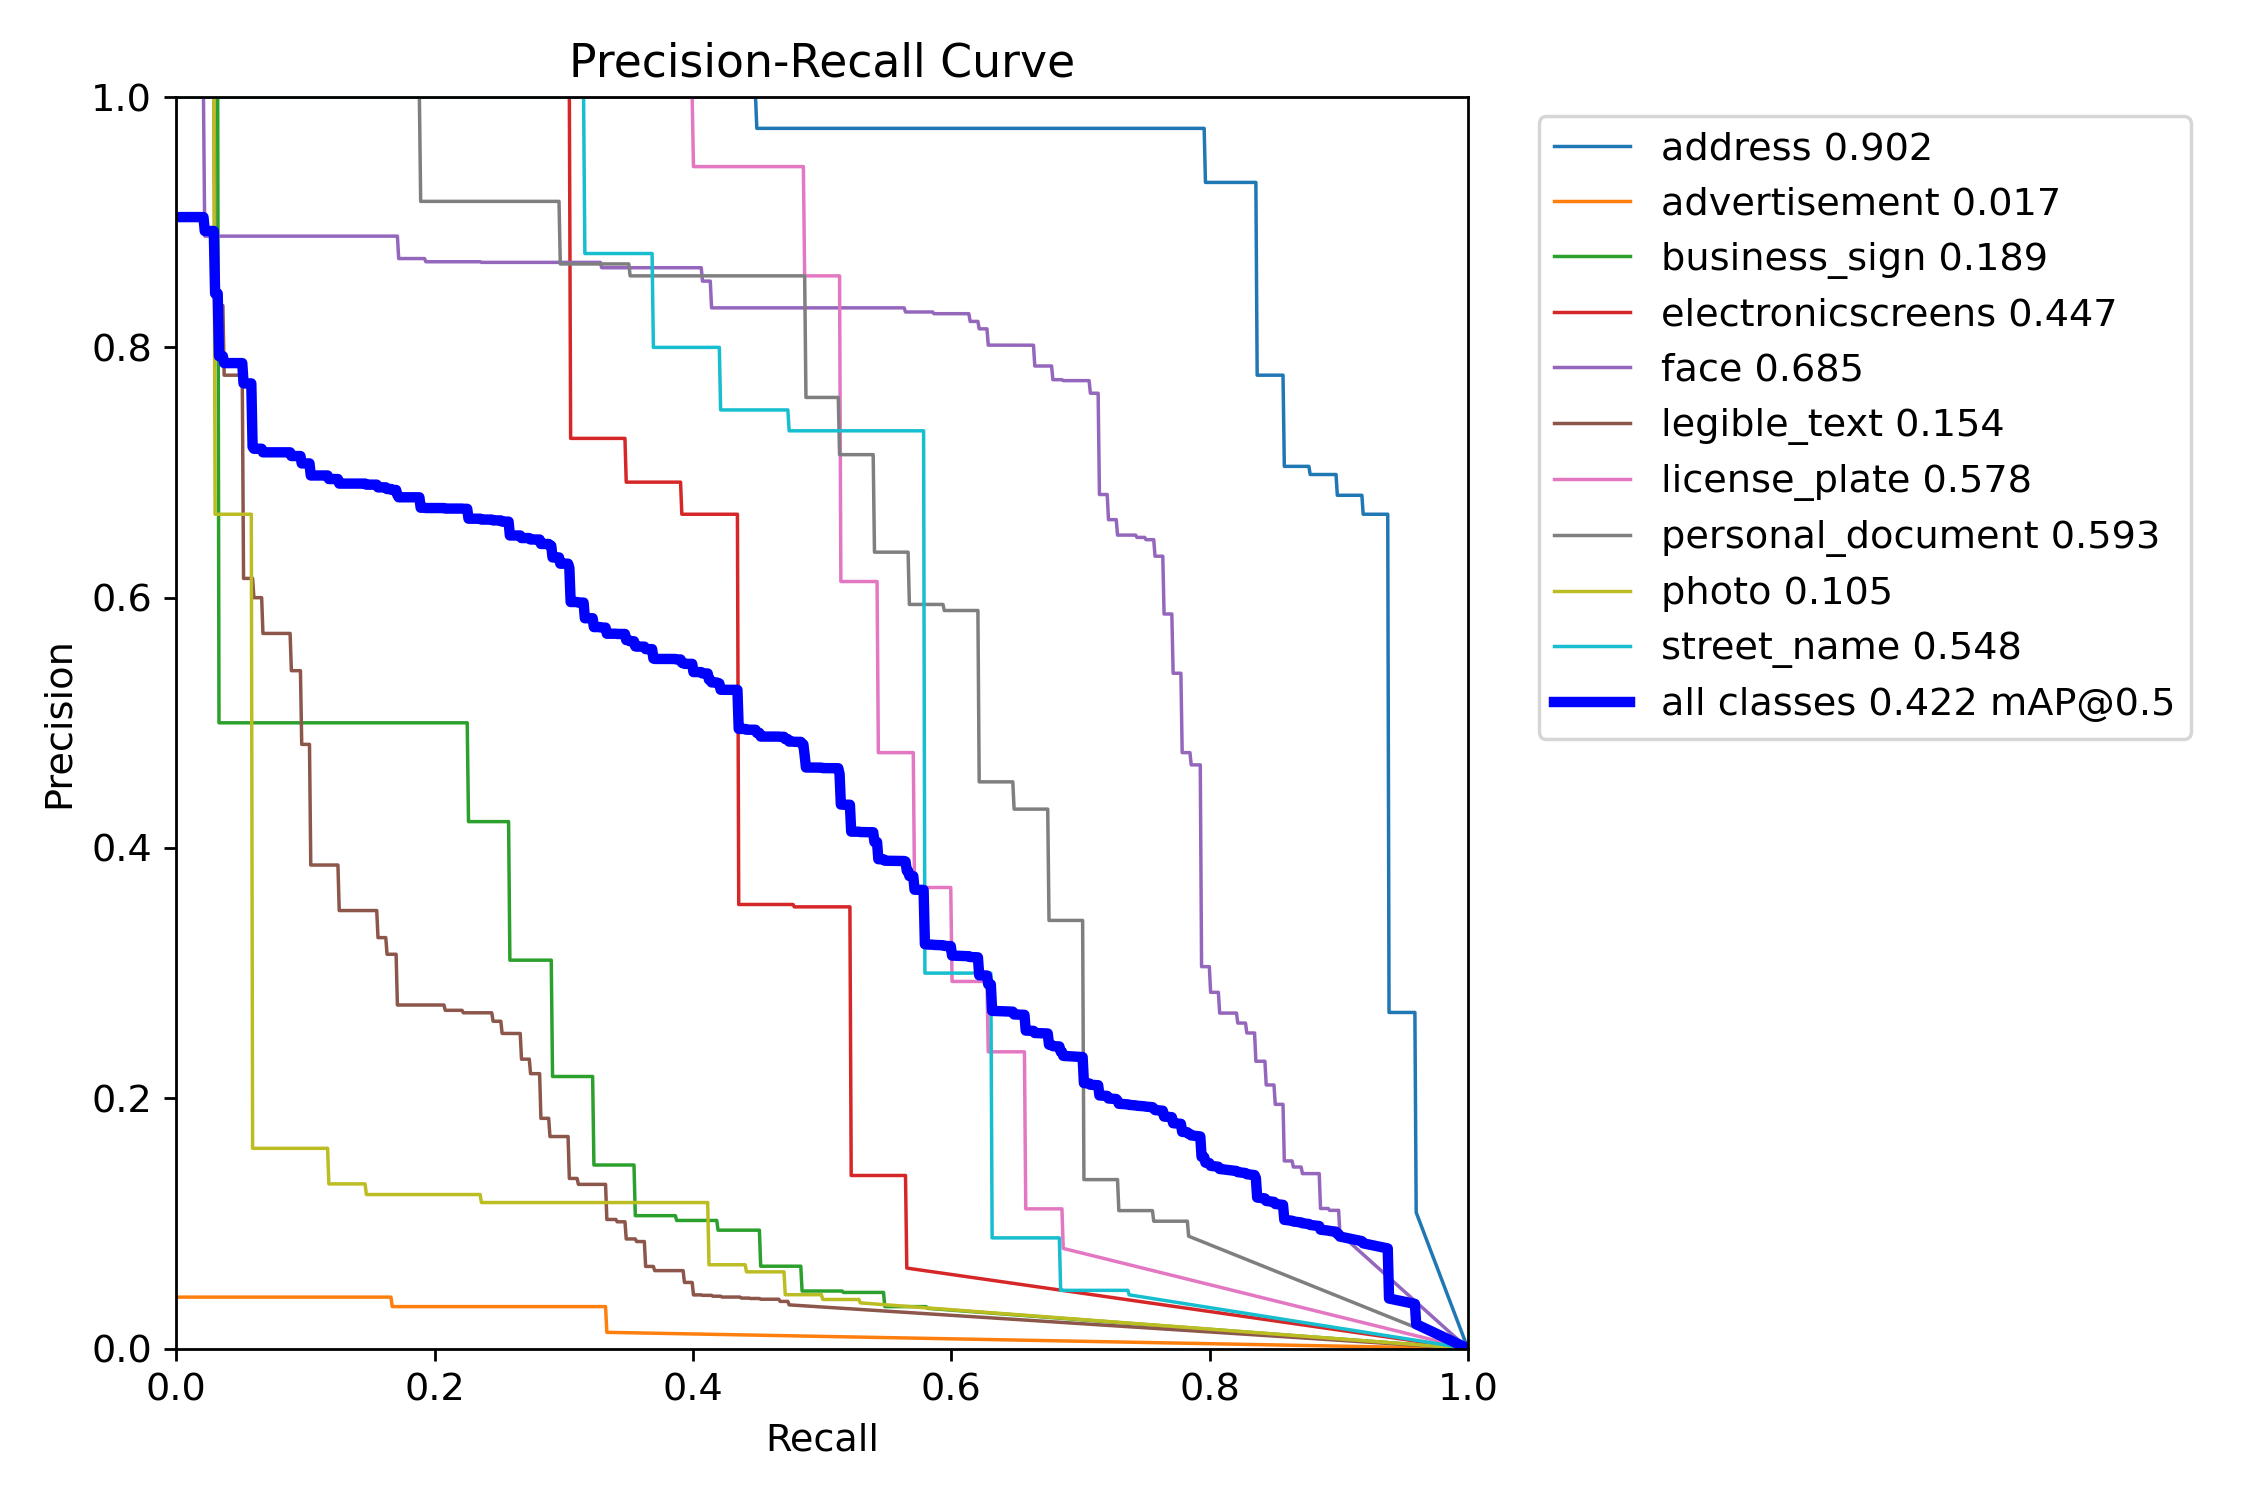 Precision-Recall Curve
1.0
0.8
0.6
0.4
0.2
0.0
Precision
0.0 0.2 0.4 0.6 0.8 1.0
Recall
address 0.902
advertisement 0.017
business_sign 0.189
electronicscreens 0.447
face 0.685
legible_text 0.154
license_plate 0.578
personal_document 0.593
photo 0.105
street_name 0.548
all classes 0.422 mAP@0.5